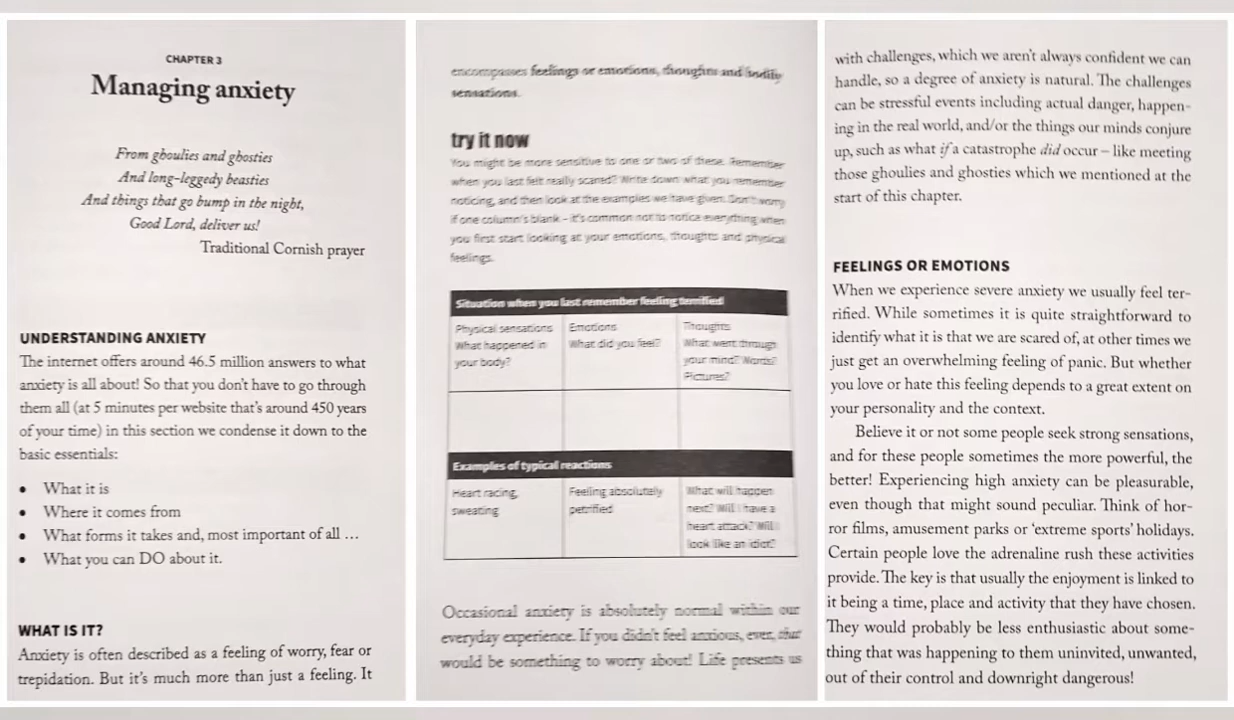 CHAPTER 3
Managing anxiety
From ghoulies and ghosties
And long-leggedy beasties
And things that go bump in the night,
Good Lord, deliver us!
Traditional Cornish prayer
UNDERSTANDING ANXIETY
The internet offers around 46.5 million answers to what
anxiety is all about! So that you don't have to go through
them all (at 5 minutes per website that's around 450 years
of your time) in this section we condense it down to the
basic essentials:
• What it is
• Where it comes from
• What forms it takes and, most important of all ...
• What you can DO about it.
WHAT IS IT?
Anxiety is often described as a feeling of worry, fear or
trepidation. But it's much more than just a feeling. It
encompasses feelings or emotions, thoughts and bodily
sensations.
try it now
You might be more sensitive to one or two of these. Remember
when you last felt really scared? Write down what you remember
noticing, and then look at the examples we have given. Don't worry
if one column's blank – it's common not to notice everything when
you first start looking at your emotions, thoughts and physical
feelings.
Situation when you last remember feeling terrified
Physical sensations
What happened in
your body?
Emotions
What did you feel?
Thoughts
What went through
your mind? Words?
Pictures?
Examples of typical reactions
Heart racing,
sweating
Feeling absolutely
petrified
What will happen
next? Will I have a
heart attack? Will I
look like an idiot?
Occasional anxiety is absolutely normal within our
everyday experience. If you didn't feel anxious, ever, that
would be something to worry about! Life presents us
with challenges, which we aren't always confident we can
handle, so a degree of anxiety is natural. The challenges
can be stressful events including actual danger, happen-
ing in the real world, and/or the things our minds conjure
up, such as what if a catastrophe did occur – like meeting
those ghoulies and ghosties which we mentioned at the
start of this chapter.
FEELINGS OR EMOTIONS
When we experience severe anxiety we usually feel ter-
rified. While sometimes it is quite straightforward to
identify what it is that we are scared of, at other times we
just get an overwhelming feeling of panic. But whether
you love or hate this feeling depends to a great extent on
your personality and the context.
Believe it or not some people seek strong sensations,
and for these people sometimes the more powerful, the
better! Experiencing high anxiety can be pleasurable,
even though that might sound peculiar. Think of hor-
ror films, amusement parks or 'extreme sports' holidays.
Certain people love the adrenaline rush these activities
provide. The key is that usually the enjoyment is linked to
it being a time, place and activity that they have chosen.
They would probably be less enthusiastic about some-
thing that was happening to them uninvited, unwanted,
out of their control and downright dangerous!